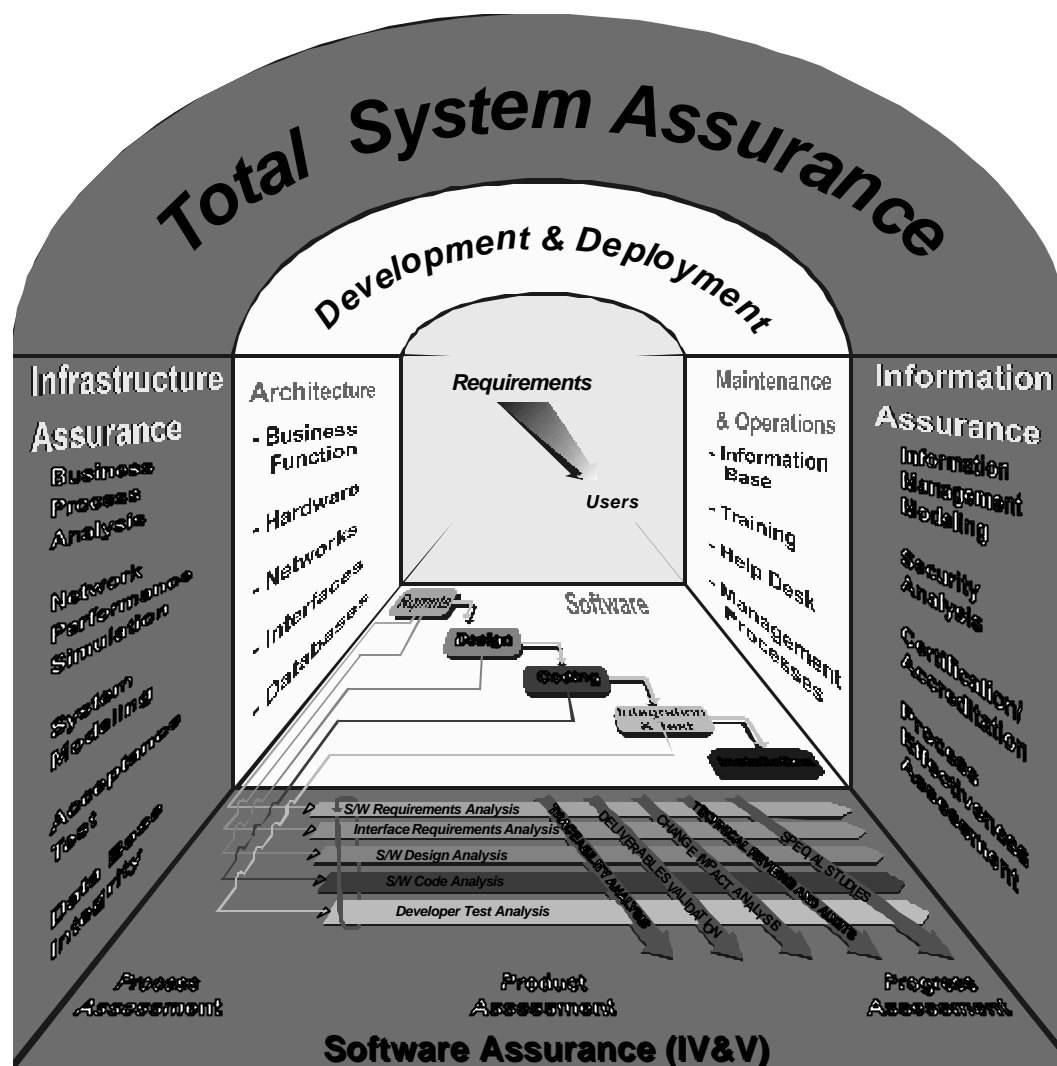 Total System Assurance
Development & Deployment
Infrastructure
Assurance
Business
Process
Analysis
Network
Performance
Simulation
System
Modeling
Acceptance
Test
Data Base
Integrity
Architecture
- Business
Function
- Hardware
- Networks
- Interfaces
- Databases
Requirements
Users
Maintenance
& Operations
- Information
Base
- Training
- Help Desk
- Management
Processes
Information
Assurance
Information
Management
Modeling
Security
Analysis
Certification/
Accreditation
Process
Effectiveness
Assessment
Software
Design
Coding
Integration
& Test
Installation
S/W Requirements Analysis
Interface Requirements Analysis
S/W Design Analysis
S/W Code Analysis
Developer Test Analysis
TRACEABILITY ANALYSIS
DELIVERABLES VALIDATION
CHANGE IMPACT ANALYSIS
TECHNICAL REVIEWS AND AUDITS
SPECIAL STUDIES
Process
Assessment
Product
Assessment
Progress
Assessment
Software Assurance (IV&V)